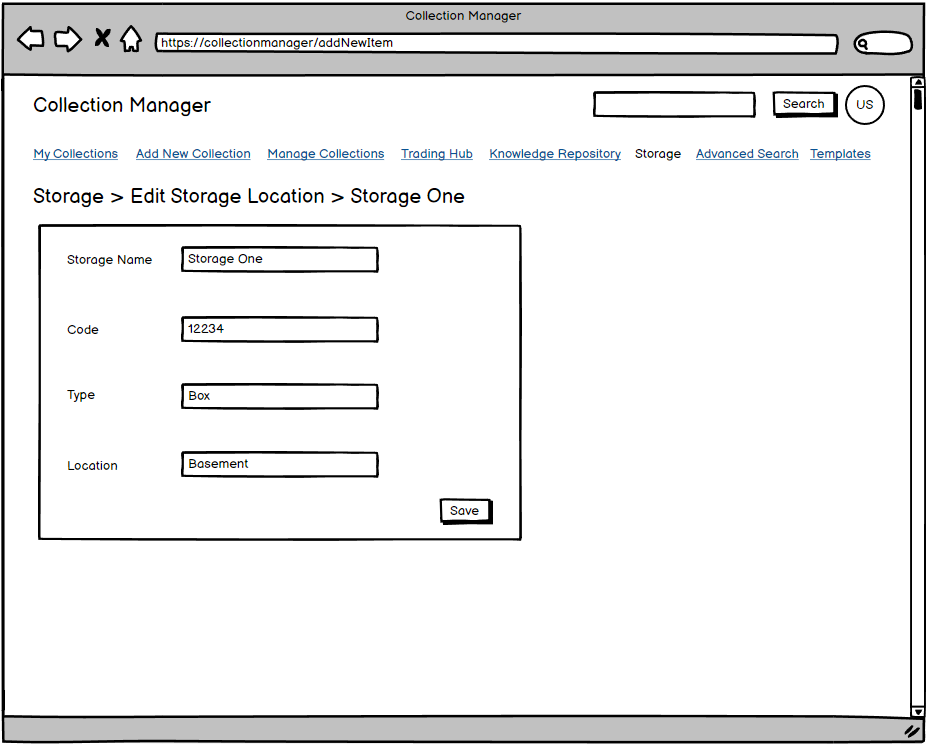 Collection Manager
https://collectionmanager/addNewItem
Collection Manager
Search
US
My Collections Add New Collection Manage Collections Trading Hub Knowledge Repository Storage Advanced Search Templates
Storage > Edit Storage Location > Storage One
Storage Name Storage One
Code 12234
Type Box
Location Basement
Save